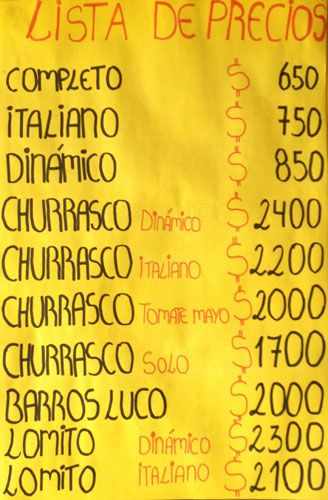 LISTA DE PRECIOS
COMPLETO $ 650
ITALIANO $ 750
DINÁMICO $ 850
CHURRASCO DINÁMICO $ 2400
CHURRASCO ITALIANO $ 2200
CHURRASCO TOMATE MAYO $ 2000
CHURRASCO SOLO $ 1700
BARROS LUCO $ 2000
LOMITO DINÁMICO $ 2300
LOMITO ITALIANO $ 2100